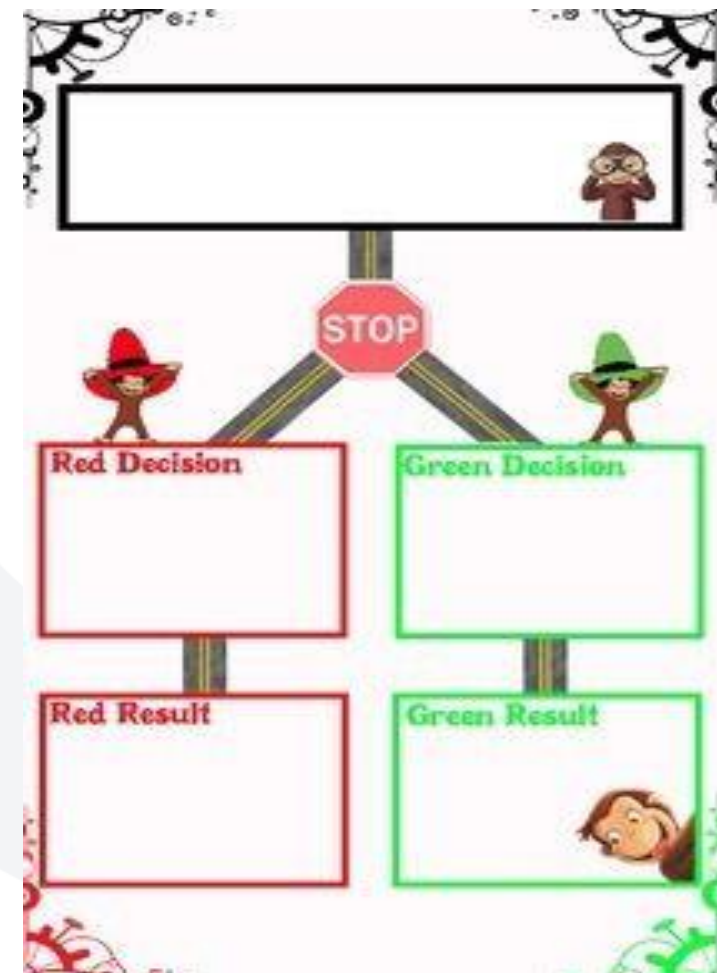 STOP
Red Decision
Green Decision
Red Result
Green Result